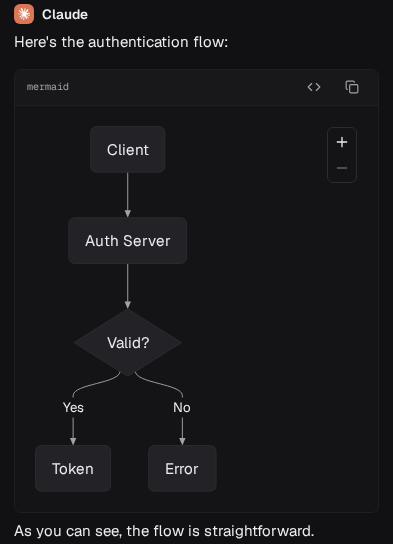 Claude
Here's the authentication flow:
mermaid
Client
Auth Server
Valid?
Yes
No
Token
Error
As you can see, the flow is straightforward.